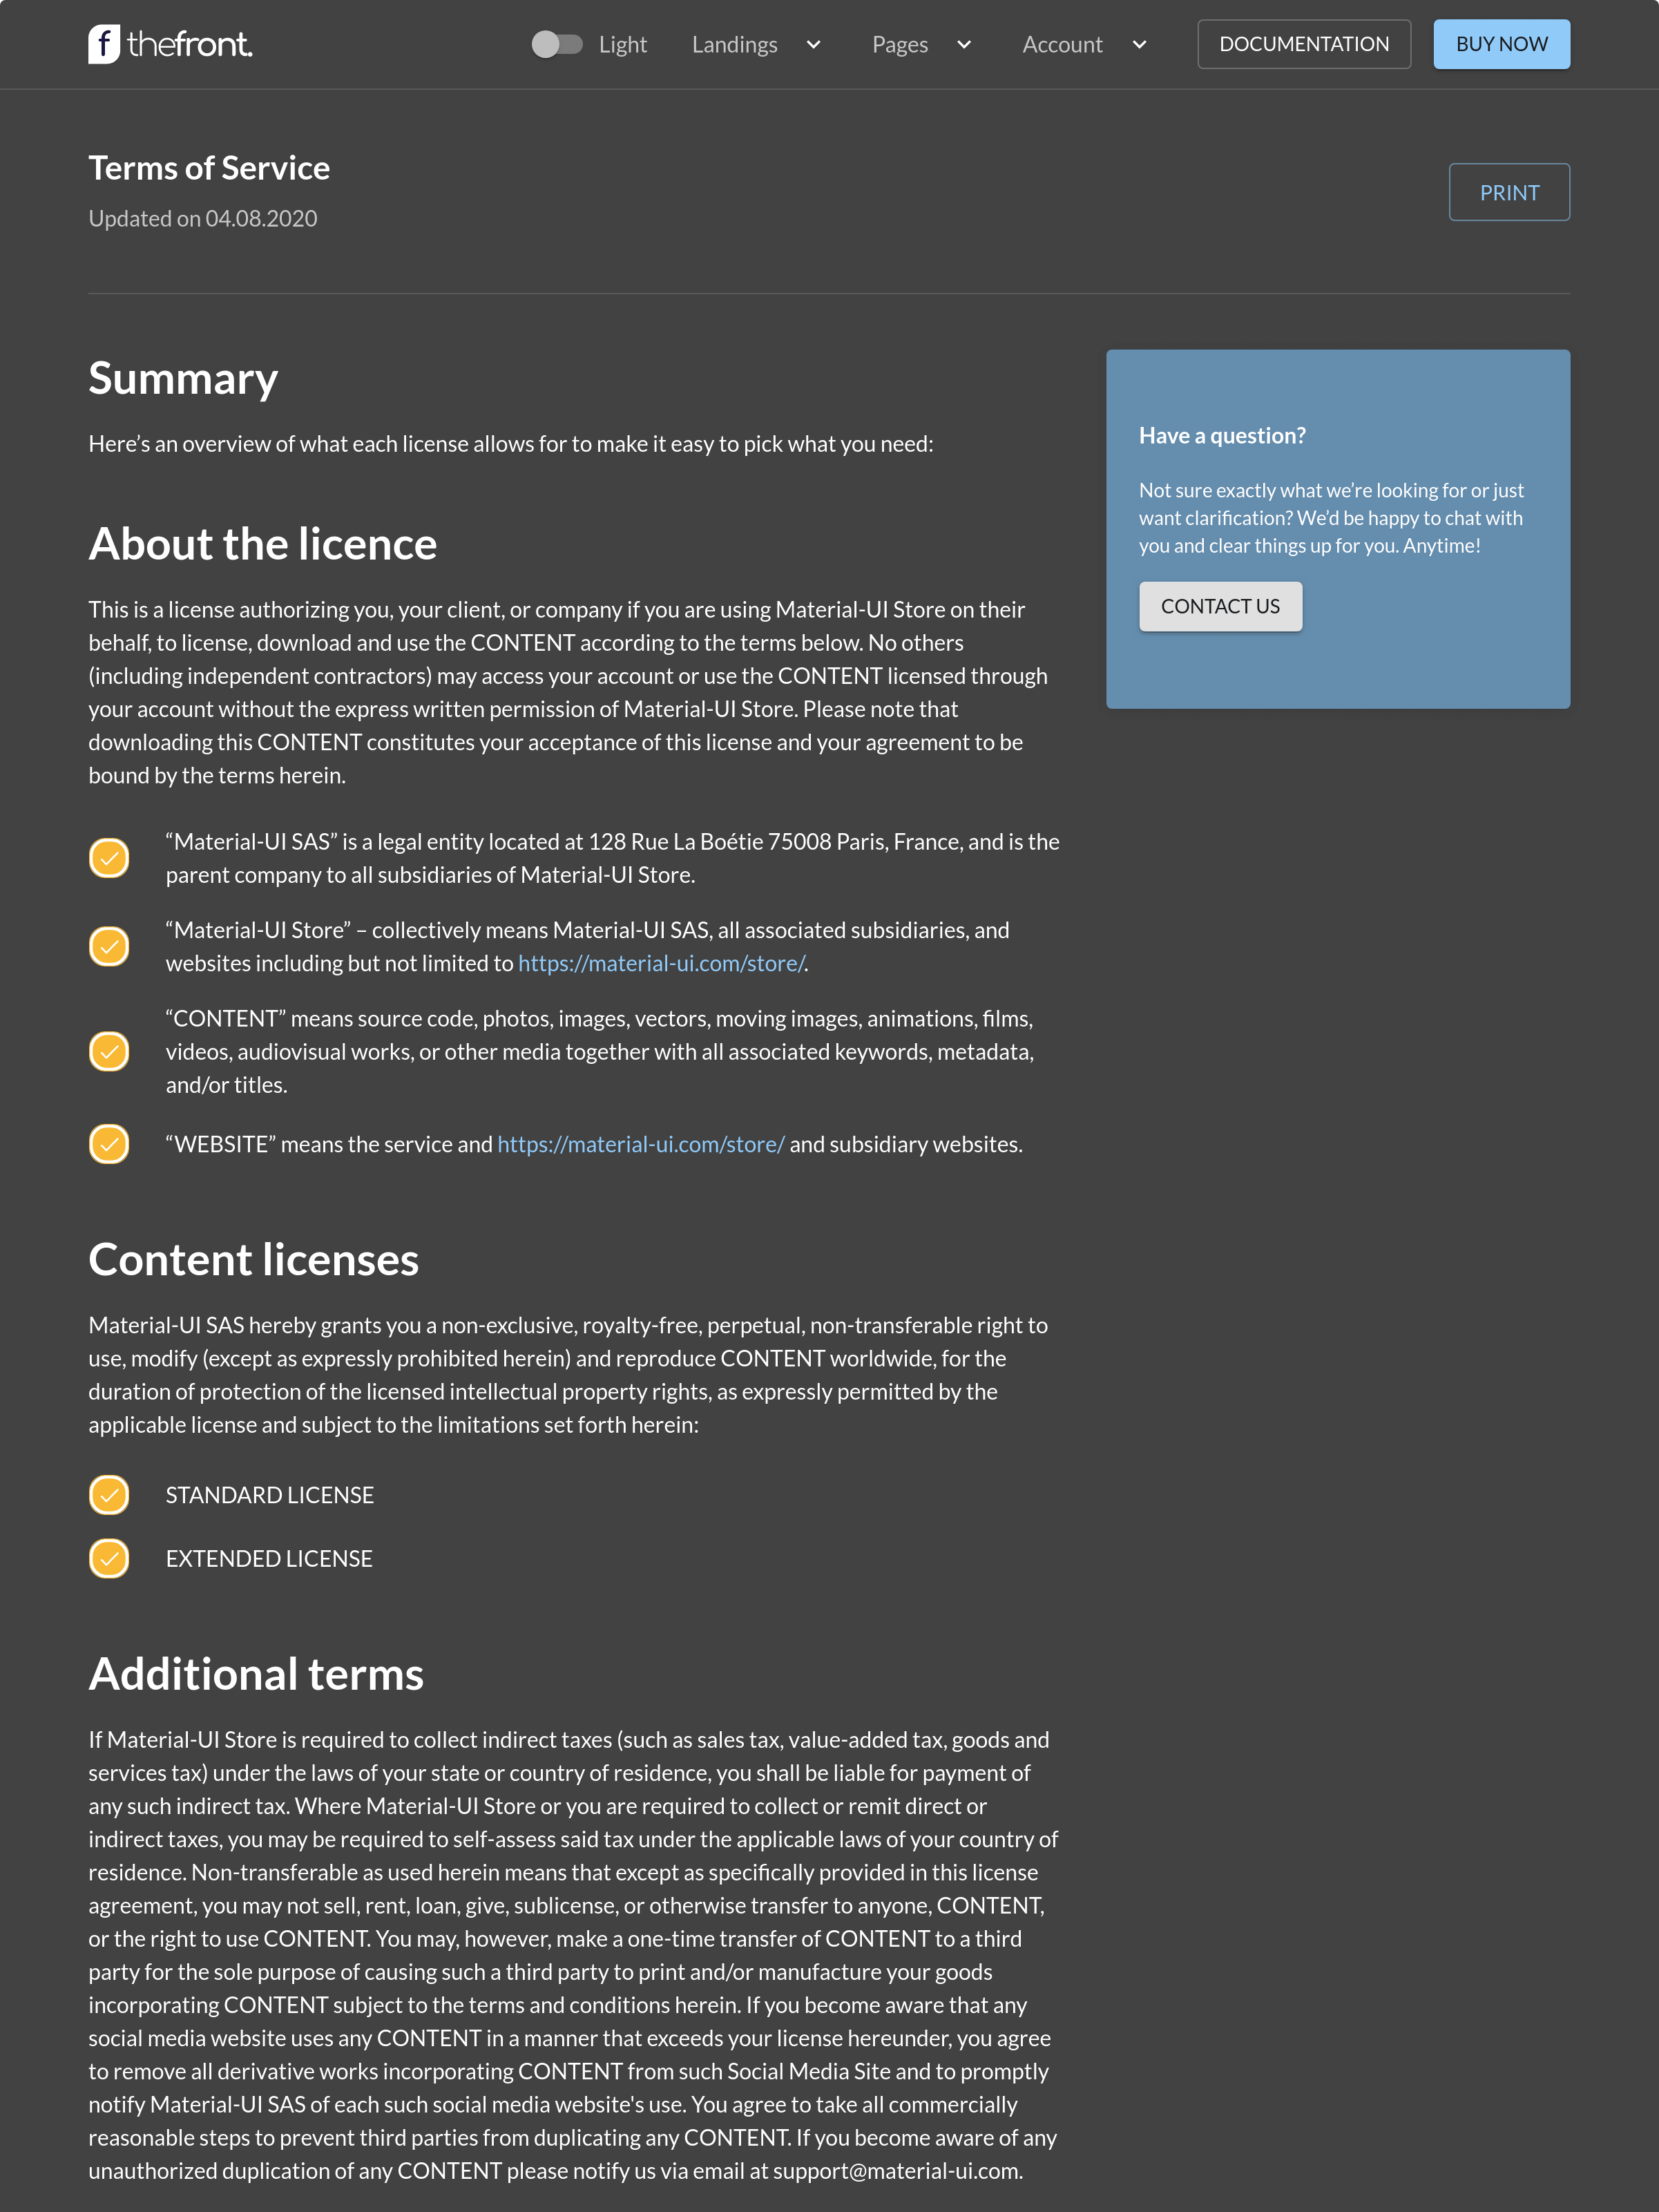 f thefront.
Light
Landings
Pages
Account
DOCUMENTATION
BUY NOW
Terms of Service
Updated on 04.08.2020
PRINT
Summary
Here’s an overview of what each license allows for to make it easy to pick what you need:
About the licence
This is a license authorizing you, your client, or company if you are using Material-UI Store on their
behalf, to license, download and use the CONTENT according to the terms below. No others
(including independent contractors) may access your account or use the CONTENT licensed through
your account without the express written permission of Material-UI Store. Please note that
downloading this CONTENT constitutes your acceptance of this license and your agreement to be
bound by the terms herein.
“Material-UI SAS” is a legal entity located at 128 Rue La Boétie 75008 Paris, France, and is the
parent company to all subsidiaries of Material-UI Store.
“Material-UI Store” – collectively means Material-UI SAS, all associated subsidiaries, and
websites including but not limited to https://material-ui.com/store/.
“CONTENT” means source code, photos, images, vectors, moving images, animations, films,
videos, audiovisual works, or other media together with all associated keywords, metadata,
and/or titles.
“WEBSITE” means the service and https://material-ui.com/store/ and subsidiary websites.
Content licenses
Material-UI SAS hereby grants you a non-exclusive, royalty-free, perpetual, non-transferable right to
use, modify (except as expressly prohibited herein) and reproduce CONTENT worldwide, for the
duration of protection of the licensed intellectual property rights, as expressly permitted by the
applicable license and subject to the limitations set forth herein:
STANDARD LICENSE
EXTENDED LICENSE
Additional terms
If Material-UI Store is required to collect indirect taxes (such as sales tax, value-added tax, goods and
services tax) under the laws of your state or country of residence, you shall be liable for payment of
any such indirect tax. Where Material-UI Store or you are required to collect or remit direct or
indirect taxes, you may be required to self-assess said tax under the applicable laws of your country of
residence. Non-transferable as used herein means that except as specifically provided in this license
agreement, you may not sell, rent, loan, give, sublicense, or otherwise transfer to anyone, CONTENT,
or the right to use CONTENT. You may, however, make a one-time transfer of CONTENT to a third
party for the sole purpose of causing such a third party to print and/or manufacture your goods
incorporating CONTENT subject to the terms and conditions herein. If you become aware that any
social media website uses any CONTENT in a manner that exceeds your license hereunder, you agree
to remove all derivative works incorporating CONTENT from such Social Media Site and to promptly
notify Material-UI SAS of each such social media website's use. You agree to take all commercially
reasonable steps to prevent third parties from duplicating any CONTENT. If you become aware of any
unauthorized duplication of any CONTENT please notify us via email at support@material-ui.com.
Have a question?
Not sure exactly what we’re looking for or just
want clarification? We’d be happy to chat with
you and clear things up for you. Anytime!
CONTACT US